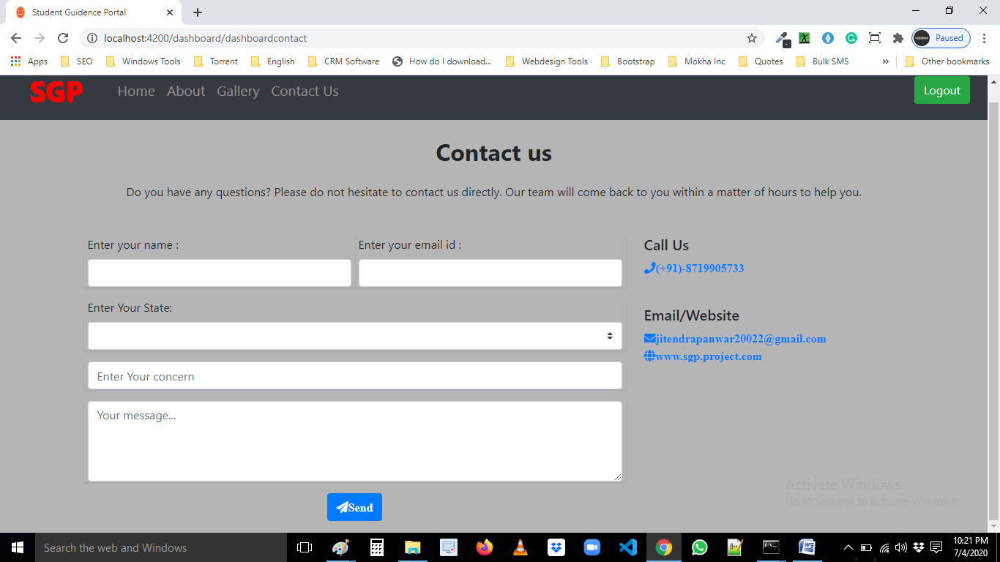 Student Guidence Portal
localhost:4200/dashboard/dashboardcontact
Paused
Apps SEO Windows Tools Torrent English CRM Software How do I download... Webdesign Tools Bootstrap Mokha Inc Quotes Bulk SMS » Other bookmarks
SGP Home About Gallery Contact Us Logout
Contact us
Do you have any questions? Please do not hesitate to contact us directly. Our team will come back to you within a matter of hours to help you.
Enter your name : Enter your email id :
Enter Your State:
Enter Your concern
Your message...
Send
Call Us
(+91)-8719905733
Email/Website
jitendrapanwar20022@gmail.com
www.sgp.project.com
Activate Windows
Go to Settings to activate Windows.
Search the web and Windows
10:21 PM
7/4/2020